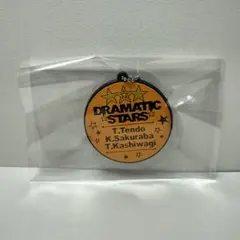 DRAMATIC
STARS
T.Tendo
K.Sakuraba
T.Kashiwagi